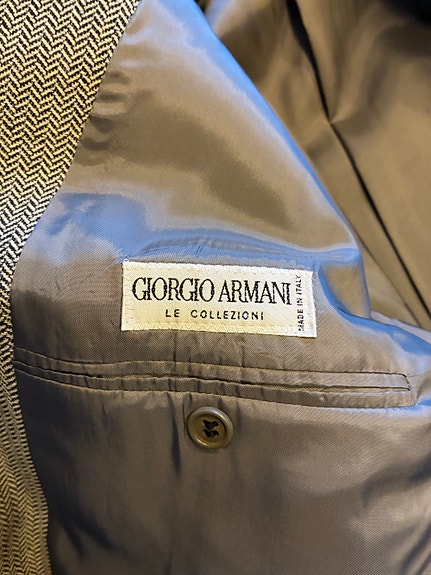 GIORGIO ARMANI
LE COLLEZIONI
MADE IN ITALY